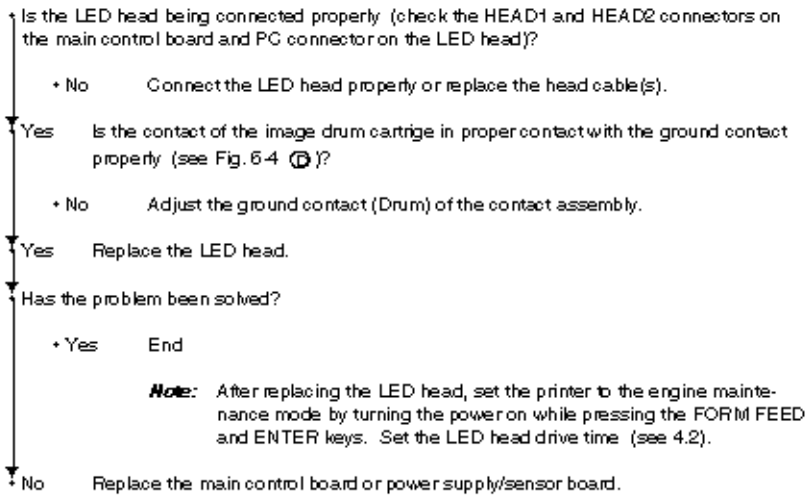 • Is the LED head being connected properly (check the HEAD1 and HEAD2 connectors on
the main control board and PC connector on the LED head)?
• No Connect the LED head properly or replace the head cable(s).
• Yes Is the contact of the image drum cartrige in proper contact with the ground contact
properly (see Fig. 6-4 Ⓓ )?
• No Adjust the ground contact (Drum) of the contact assembly.
• Yes Replace the LED head.
• Has the problem been solved?
• Yes End
Note: After replacing the LED head, set the printer to the engine mainte-
nance mode by turning the power on while pressing the FORM FEED
and ENTER keys. Set the LED head drive time (see 4.2).
• No Replace the main control board or power supply/sensor board.